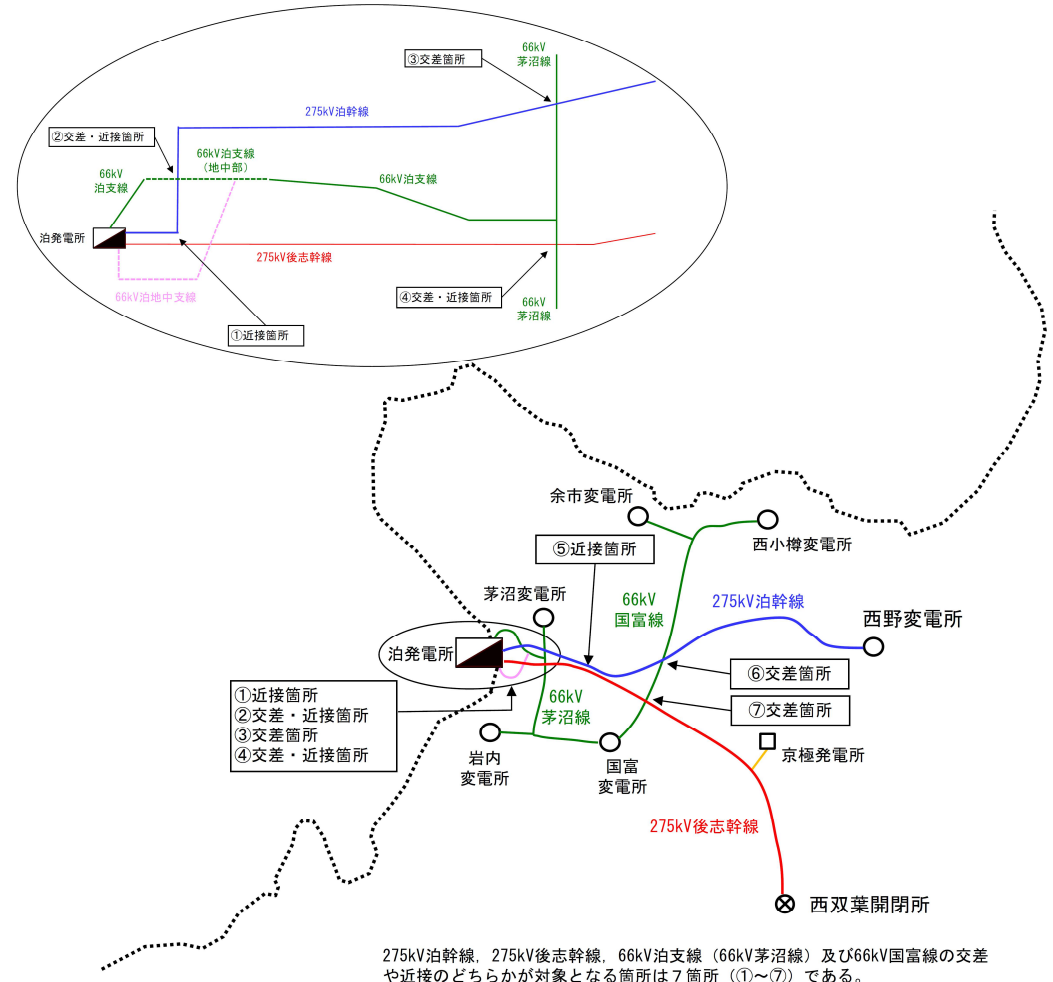 66kV
茅沼線
③交差箇所
275kV泊幹線
②交差・近接箇所
66kV泊支線
(地中部)
66kV
泊支線
66kV泊支線
泊発電所
275kV後志幹線
66kV泊地中支線
④交差・近接箇所
66kV
茅沼線
①近接箇所
余市変電所
西小樽変電所
⑤近接箇所
茅沼変電所
66kV
国富線
275kV泊幹線
西野変電所
泊発電所
⑥交差箇所
①近接箇所
②交差・近接箇所
③交差箇所
④交差・近接箇所
66kV
茅沼線
⑦交差箇所
岩内
変電所
国富
変電所
京極発電所
275kV後志幹線
西双葉開閉所
275kV泊幹線，275kV後志幹線，66kV泊支線（66kV茅沼線）及び66kV国富線の交差
や近接のどちらかが対象となる箇所は７箇所（①～⑦）である。